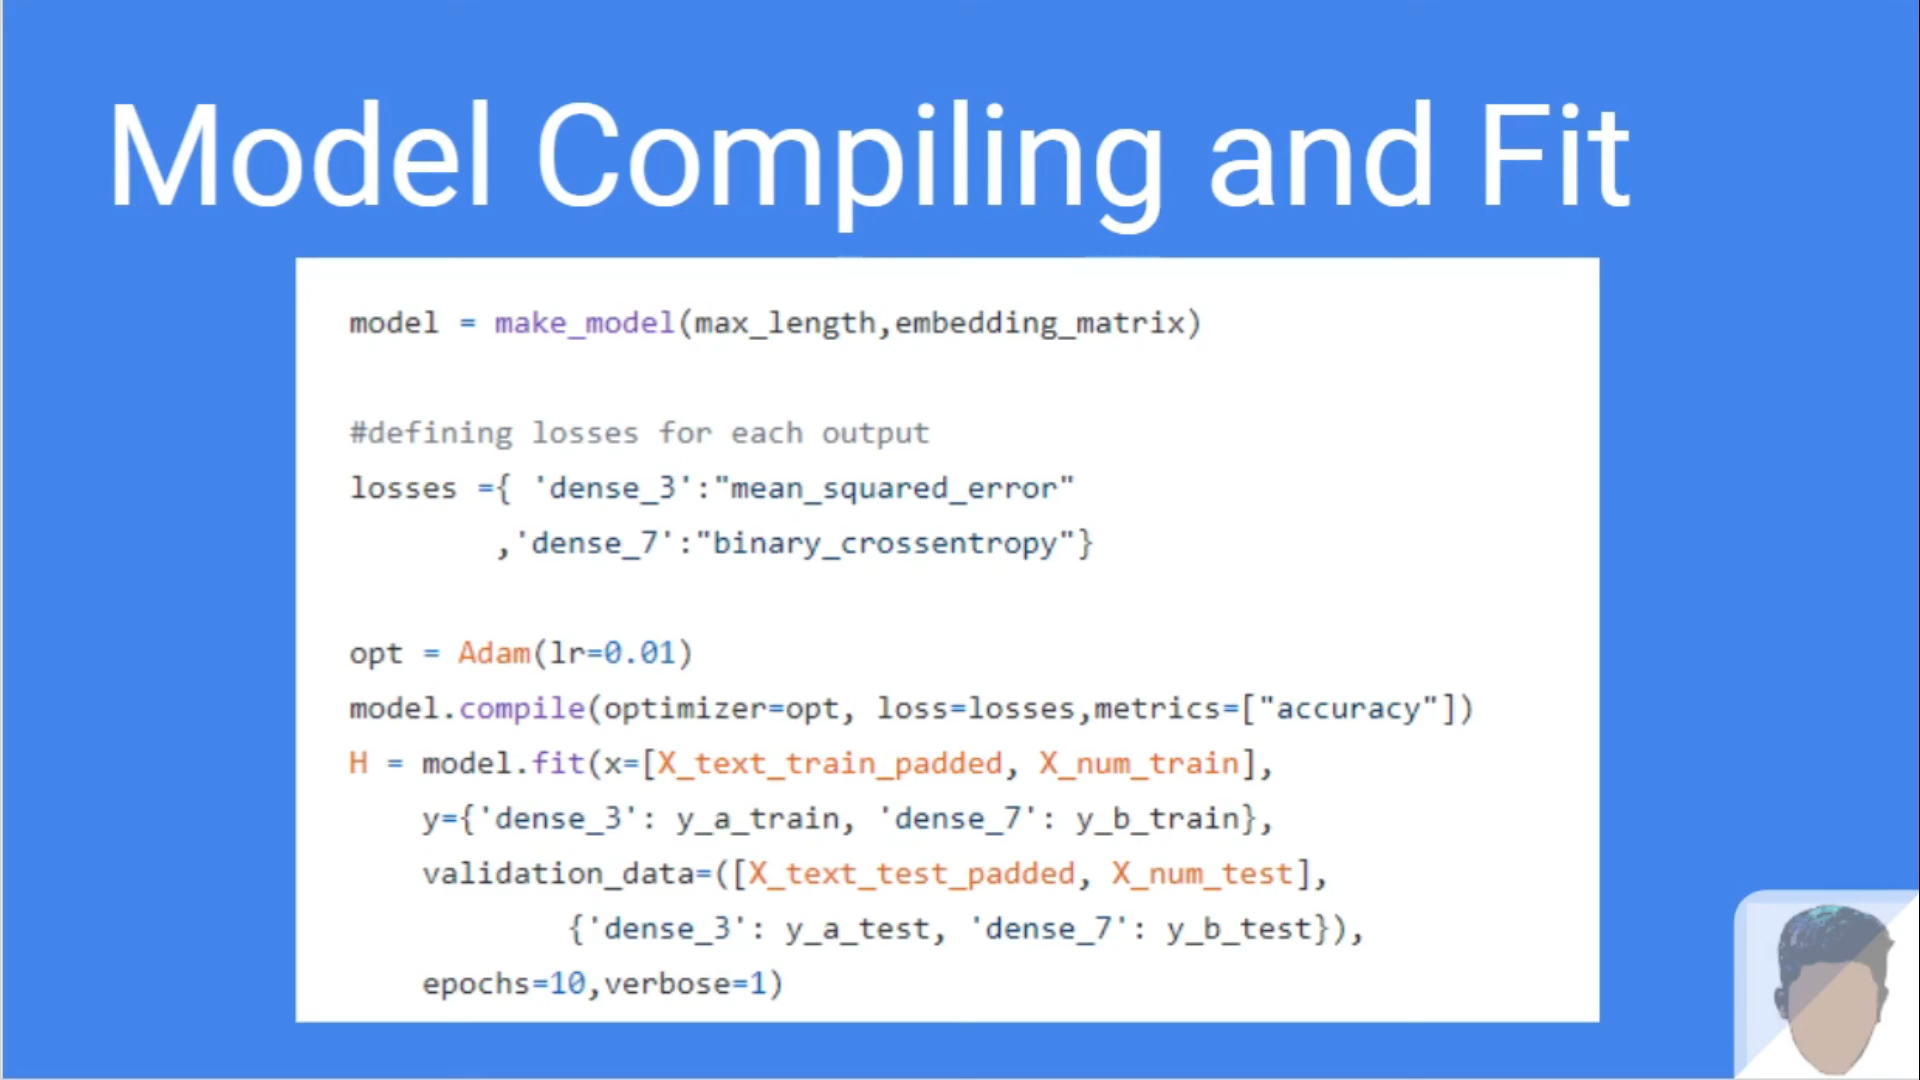 Model Compiling and Fit
model = make_model(max_length,embedding_matrix)
#defining losses for each output
losses ={ 'dense_3':"mean_squared_error"
,'dense_7':"binary_crossentropy"}
opt = Adam(lr=0.01)
model.compile(optimizer=opt, loss=losses,metrics=["accuracy"])
H = model.fit(x=[X_text_train_padded, X_num_train],
y={'dense_3': y_a_train, 'dense_7': y_b_train},
validation_data=([X_text_test_padded, X_num_test],
{'dense_3': y_a_test, 'dense_7': y_b_test}),
epochs=10,verbose=1)